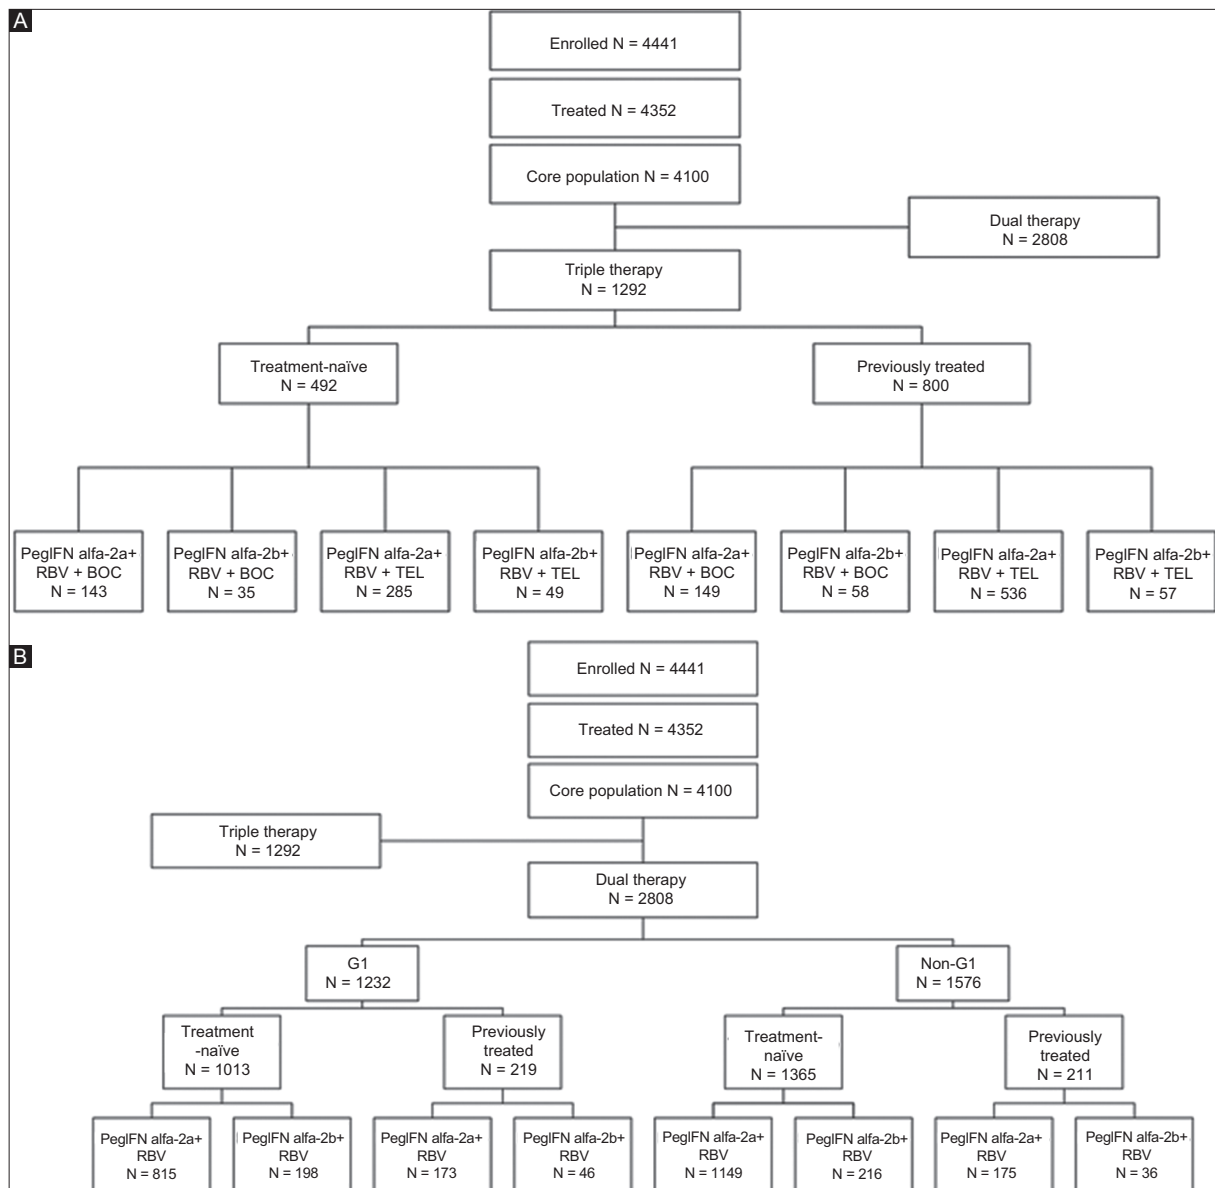 A
Enrolled N = 4441
Treated N = 4352
Core population N = 4100
Dual therapy
N = 2808
Triple therapy
N = 1292
Treatment-naïve
N = 492
Previously treated
N = 800
PegIFN alfa-2a+
RBV + BOC
N = 143
PegIFN alfa-2b+
RBV + BOC
N = 35
PegIFN alfa-2a+
RBV + TEL
N = 285
PegIFN alfa-2b+
RBV + TEL
N = 49
PegIFN alfa-2a+
RBV + BOC
N = 149
PegIFN alfa-2b+
RBV + BOC
N = 58
PegIFN alfa-2a+
RBV + TEL
N = 536
PegIFN alfa-2b+
RBV + TEL
N = 57
B
Enrolled N = 4441
Treated N = 4352
Core population N = 4100
Triple therapy
N = 1292
Dual therapy
N = 2808
G1
N = 1232
Non-G1
N = 1576
Treatment
-naïve
N = 1013
Previously
treated
N = 219
Treatment-
naïve
N = 1365
Previously
treated
N = 211
PegIFN alfa-2a+
RBV
N = 815
PegIFN alfa-2b+
RBV
N = 198
PegIFN alfa-2a+
RBV
N = 173
PegIFN alfa-2b+
RBV
N = 46
PegIFN alfa-2a+
RBV
N = 1149
PegIFN alfa-2b+
RBV
N = 216
PegIFN alfa-2a+
RBV
N = 175
PegIFN alfa-2b+
RBV
N = 36